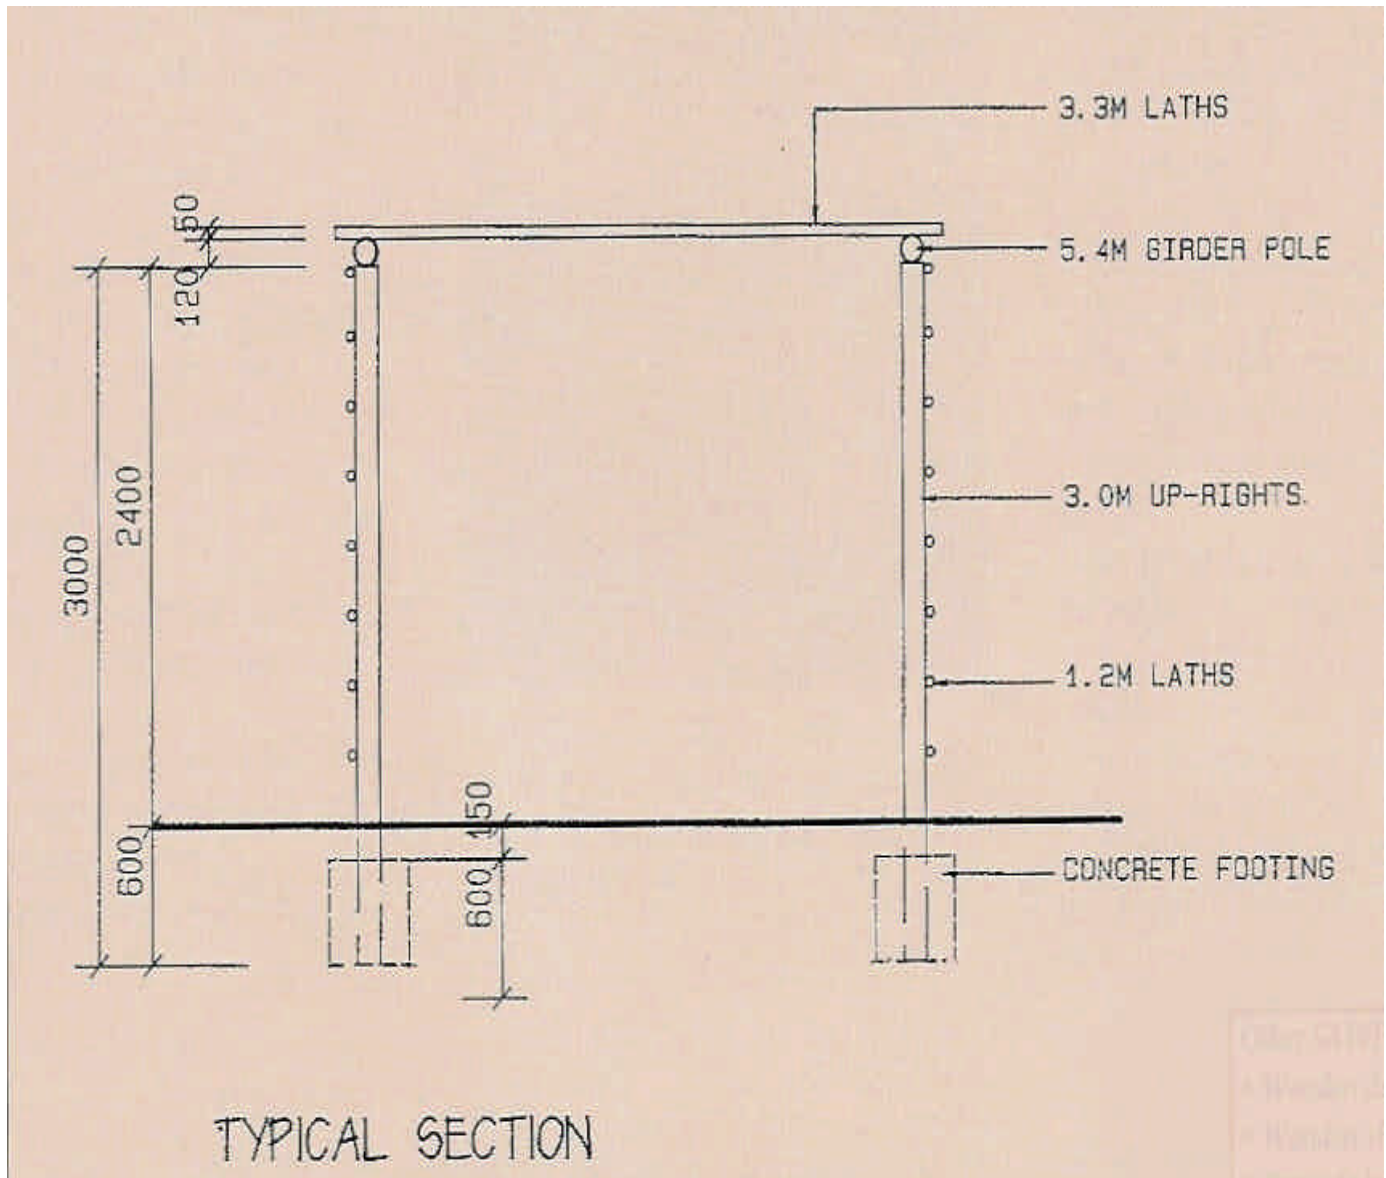 3.3M LATHS
50
5.4M GIRDER POLE
120
2400
3.0M UP-RIGHTS.
3000
1.2M LATHS
150
600
600
CONCRETE FOOTING
TYPICAL SECTION